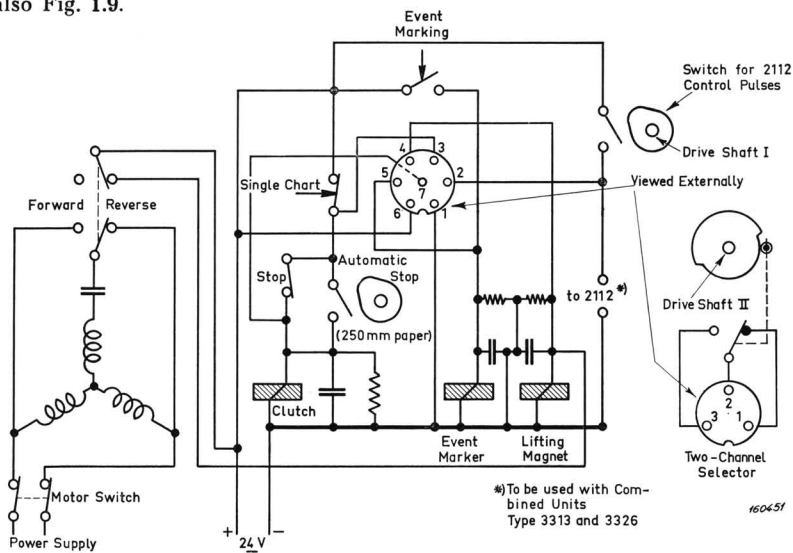 also Fig. 1.9.
Event
Marking
Switch for 2112
Control Pulses
Drive Shaft I
Viewed Externally
4
3
5
2
7
6
1
Single Chart
Forward
Reverse
Automatic
Stop
Stop
(250 mm paper)
to 2112 *)
Drive Shaft II
Clutch
Event
Marker
Lifting
Magnet
2
3
1
Two-Channel
Selector
Motor Switch
Power Supply
+
24 V
−
*) To be used with Com-
bined Units
Type 3313 and 3326
160451